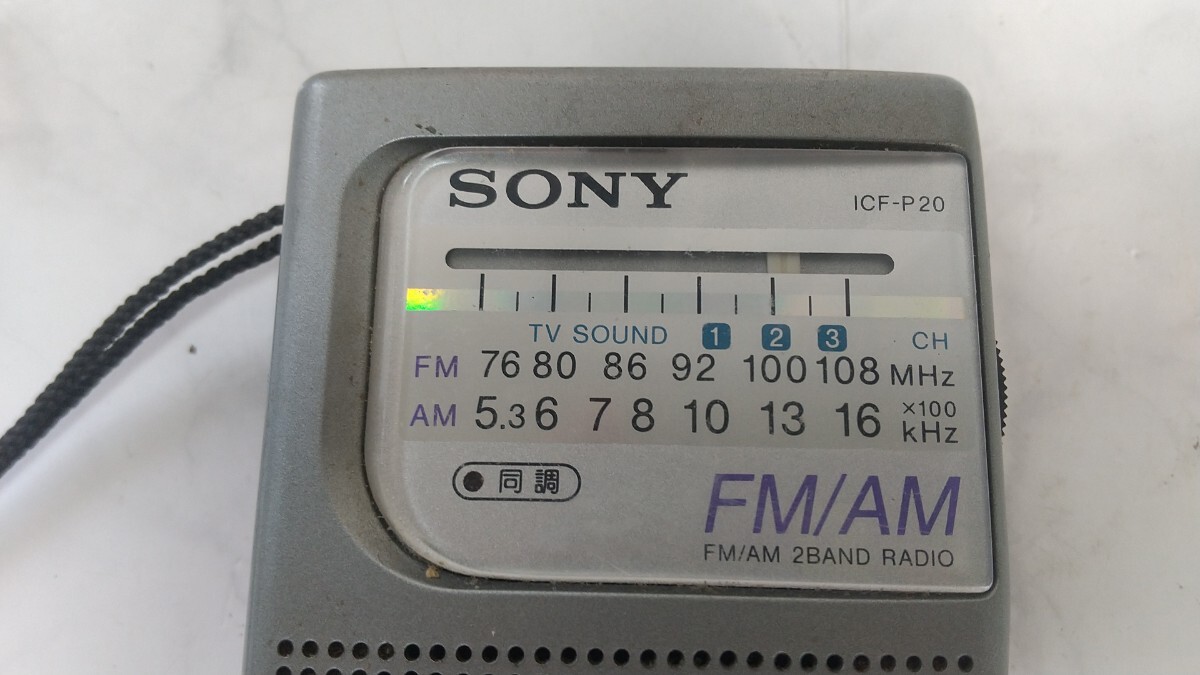 SONY
ICF-P20
TV SOUND 1 2 3 CH
FM 76 80 86 92 100 108 MHz
AM 5.3 6 7 8 10 13 16 ×100 kHz
同調
FM/AM
FM/AM 2BAND RADIO